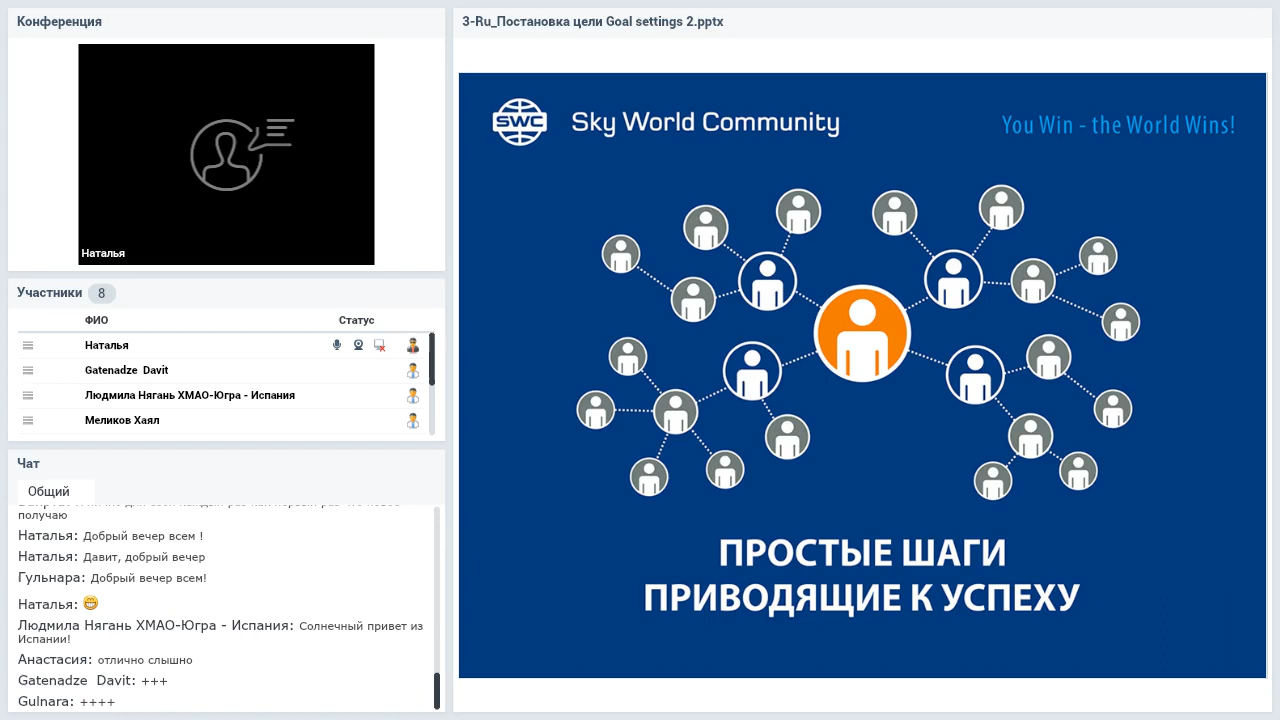 Конференция
Наталья
Участники 8
ФИО Статус
Наталья
Gatenadze Davit
Людмила Нягань ХМАО-Югра - Испания
Меликов Хаял
Чат
Общий
получаю
Наталья: Добрый вечер всем !
Наталья: Давит, добрый вечер
Гульнара: Добрый вечер всем!
Наталья:
Людмила Нягань ХМАО-Югра - Испания: Солнечный привет из
Испании!
Анастасия: отлично слышно
Gatenadze Davit: +++
Gulnara: ++++
3-Ru_Постановка цели Goal settings 2.pptx
SWC Sky World Community
You Win - the World Wins!
ПРОСТЫЕ ШАГИ
ПРИВОДЯЩИЕ К УСПЕХУ